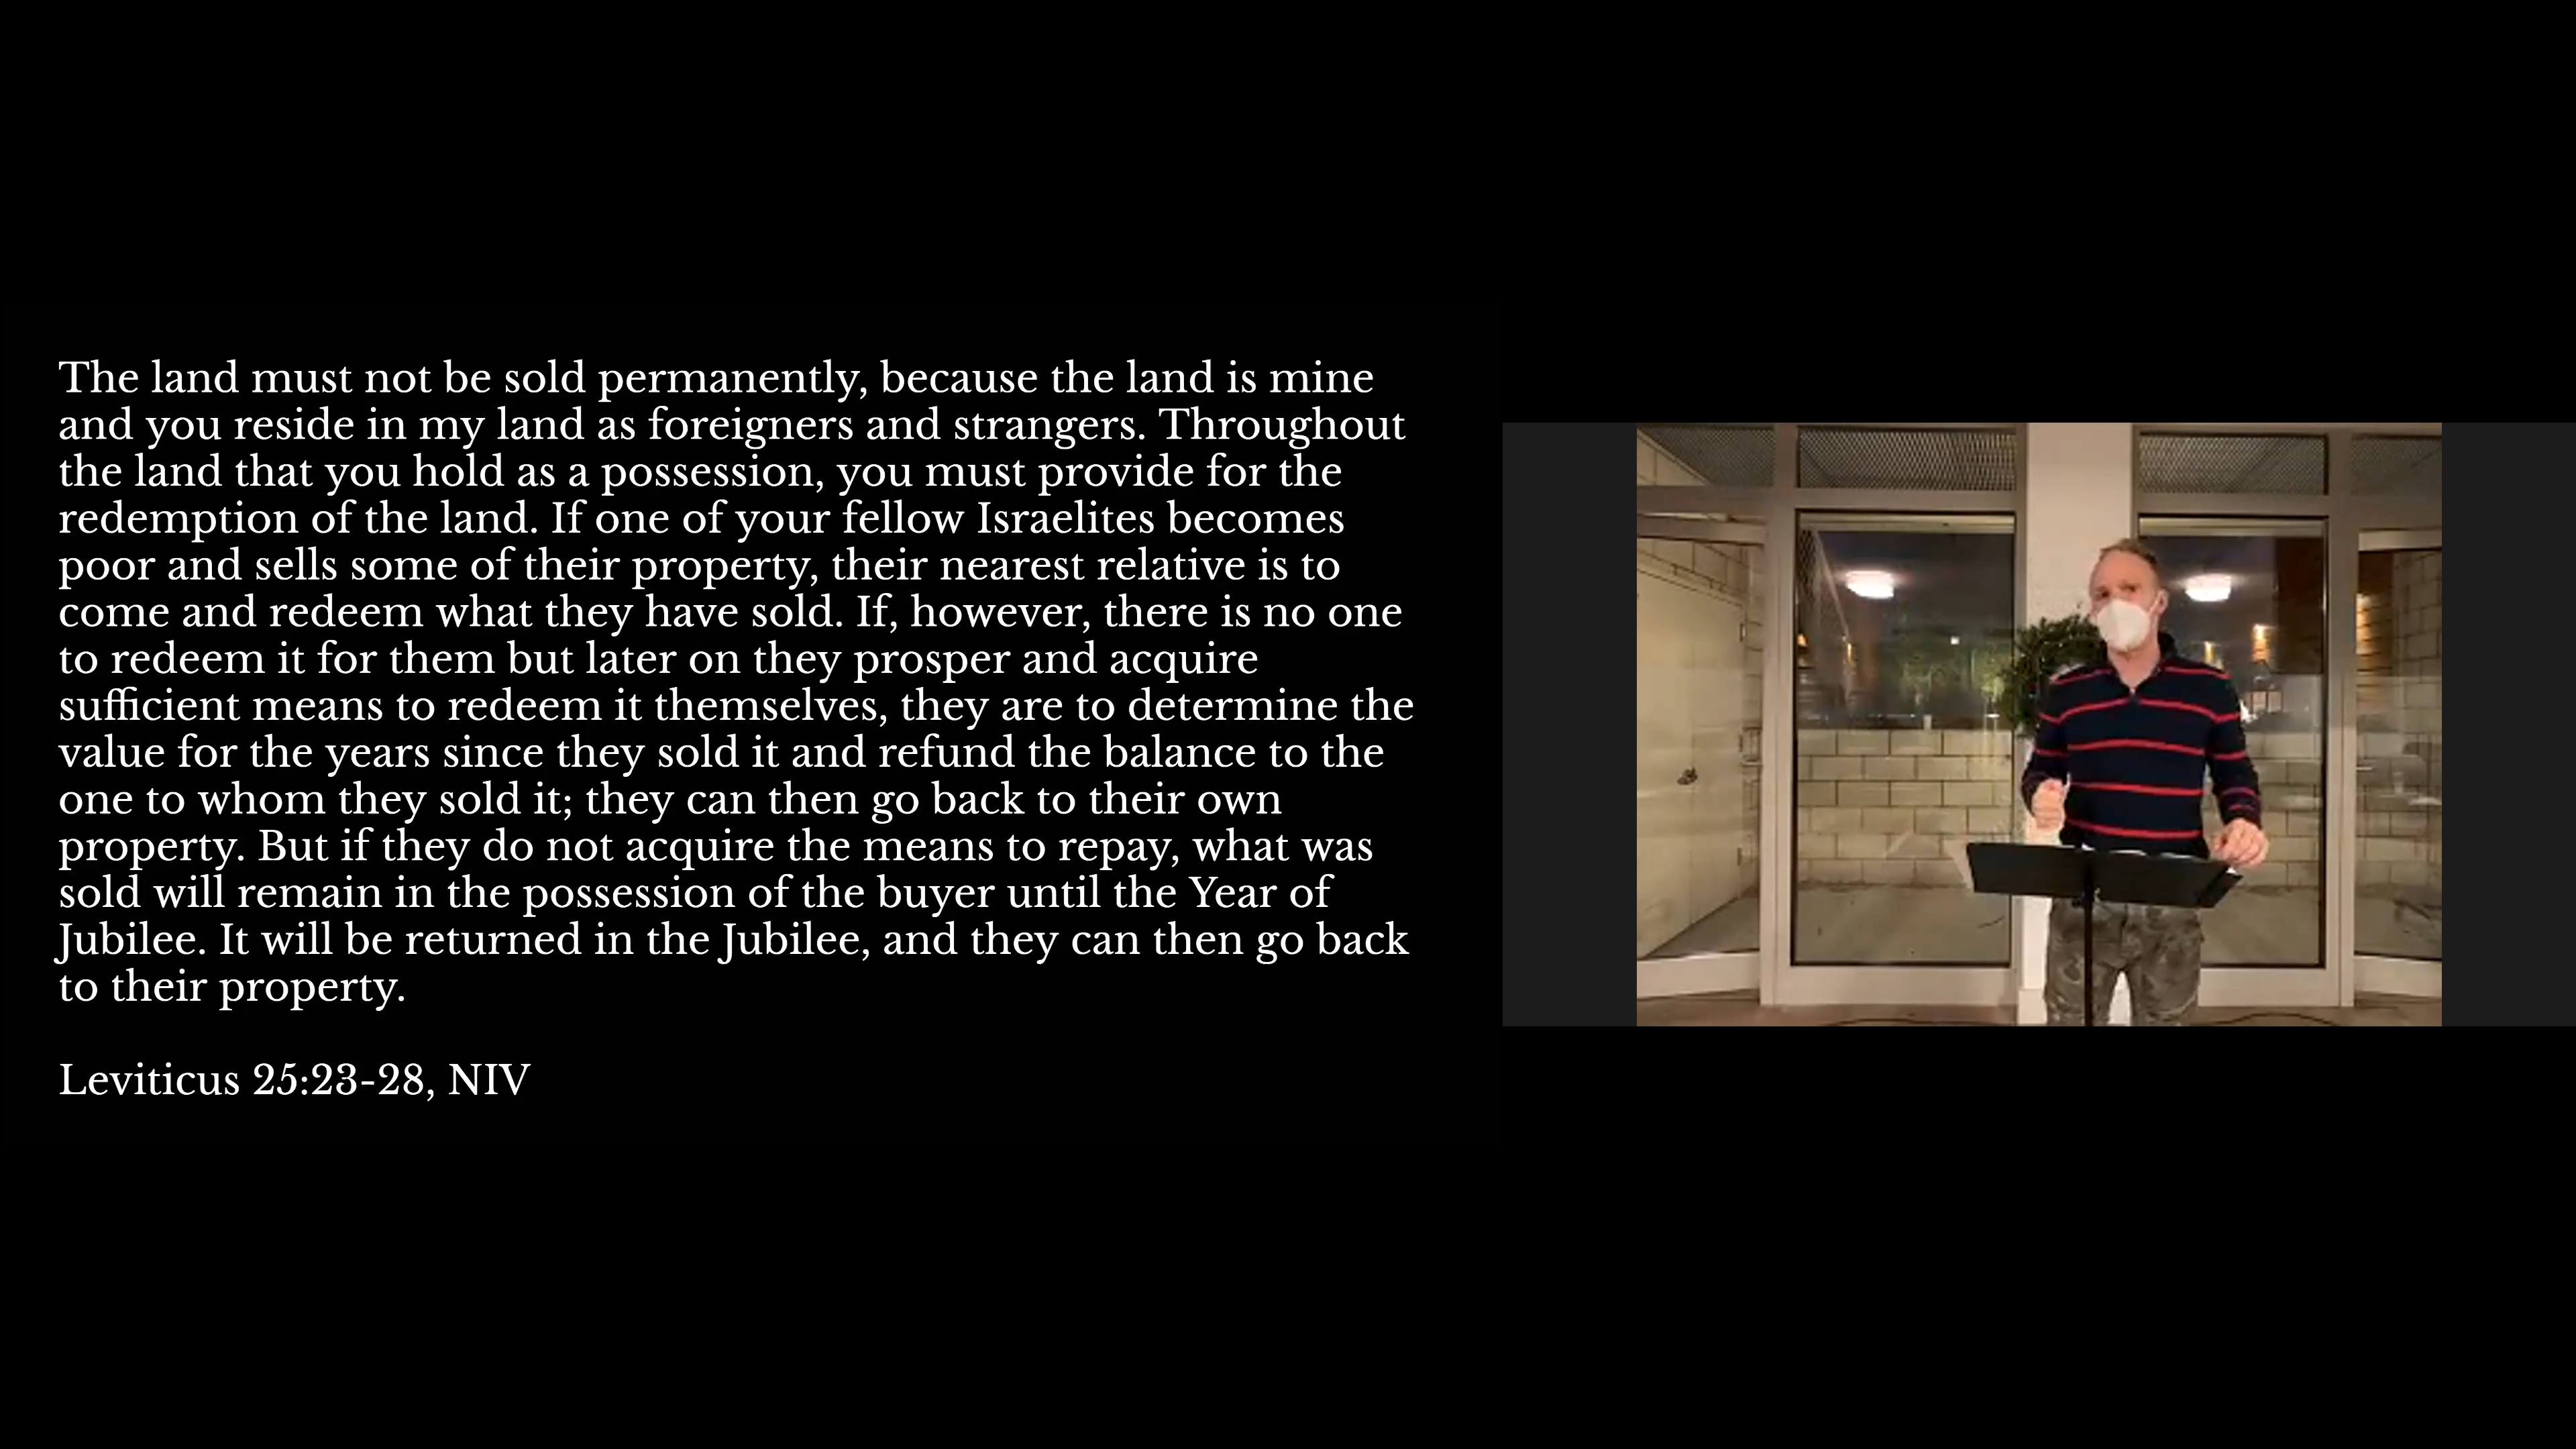 The land must not be sold permanently, because the land is mine
and you reside in my land as foreigners and strangers. Throughout
the land that you hold as a possession, you must provide for the
redemption of the land. If one of your fellow Israelites becomes
poor and sells some of their property, their nearest relative is to
come and redeem what they have sold. If, however, there is no one
to redeem it for them but later on they prosper and acquire
sufficient means to redeem it themselves, they are to determine the
value for the years since they sold it and refund the balance to the
one to whom they sold it; they can then go back to their own
property. But if they do not acquire the means to repay, what was
sold will remain in the possession of the buyer until the Year of
Jubilee. It will be returned in the Jubilee, and they can then go back
to their property.
Leviticus 25:23-28, NIV